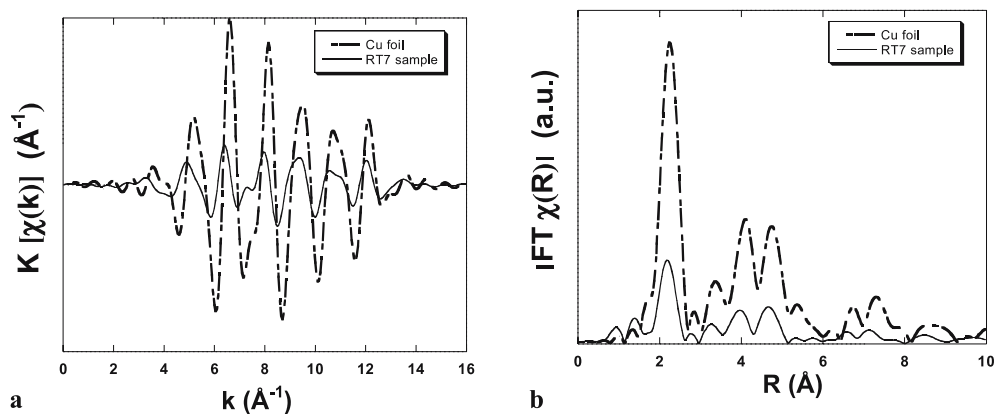 Cu foil
RT7 sample
K [χ(k)] (Å-1)
0 2 4 6 8 10 12 14 16
k (Å-1)
a
Cu foil
RT7 sample
IFT χ(R)I (a.u.)
0 2 4 6 8 10
R (Å)
b